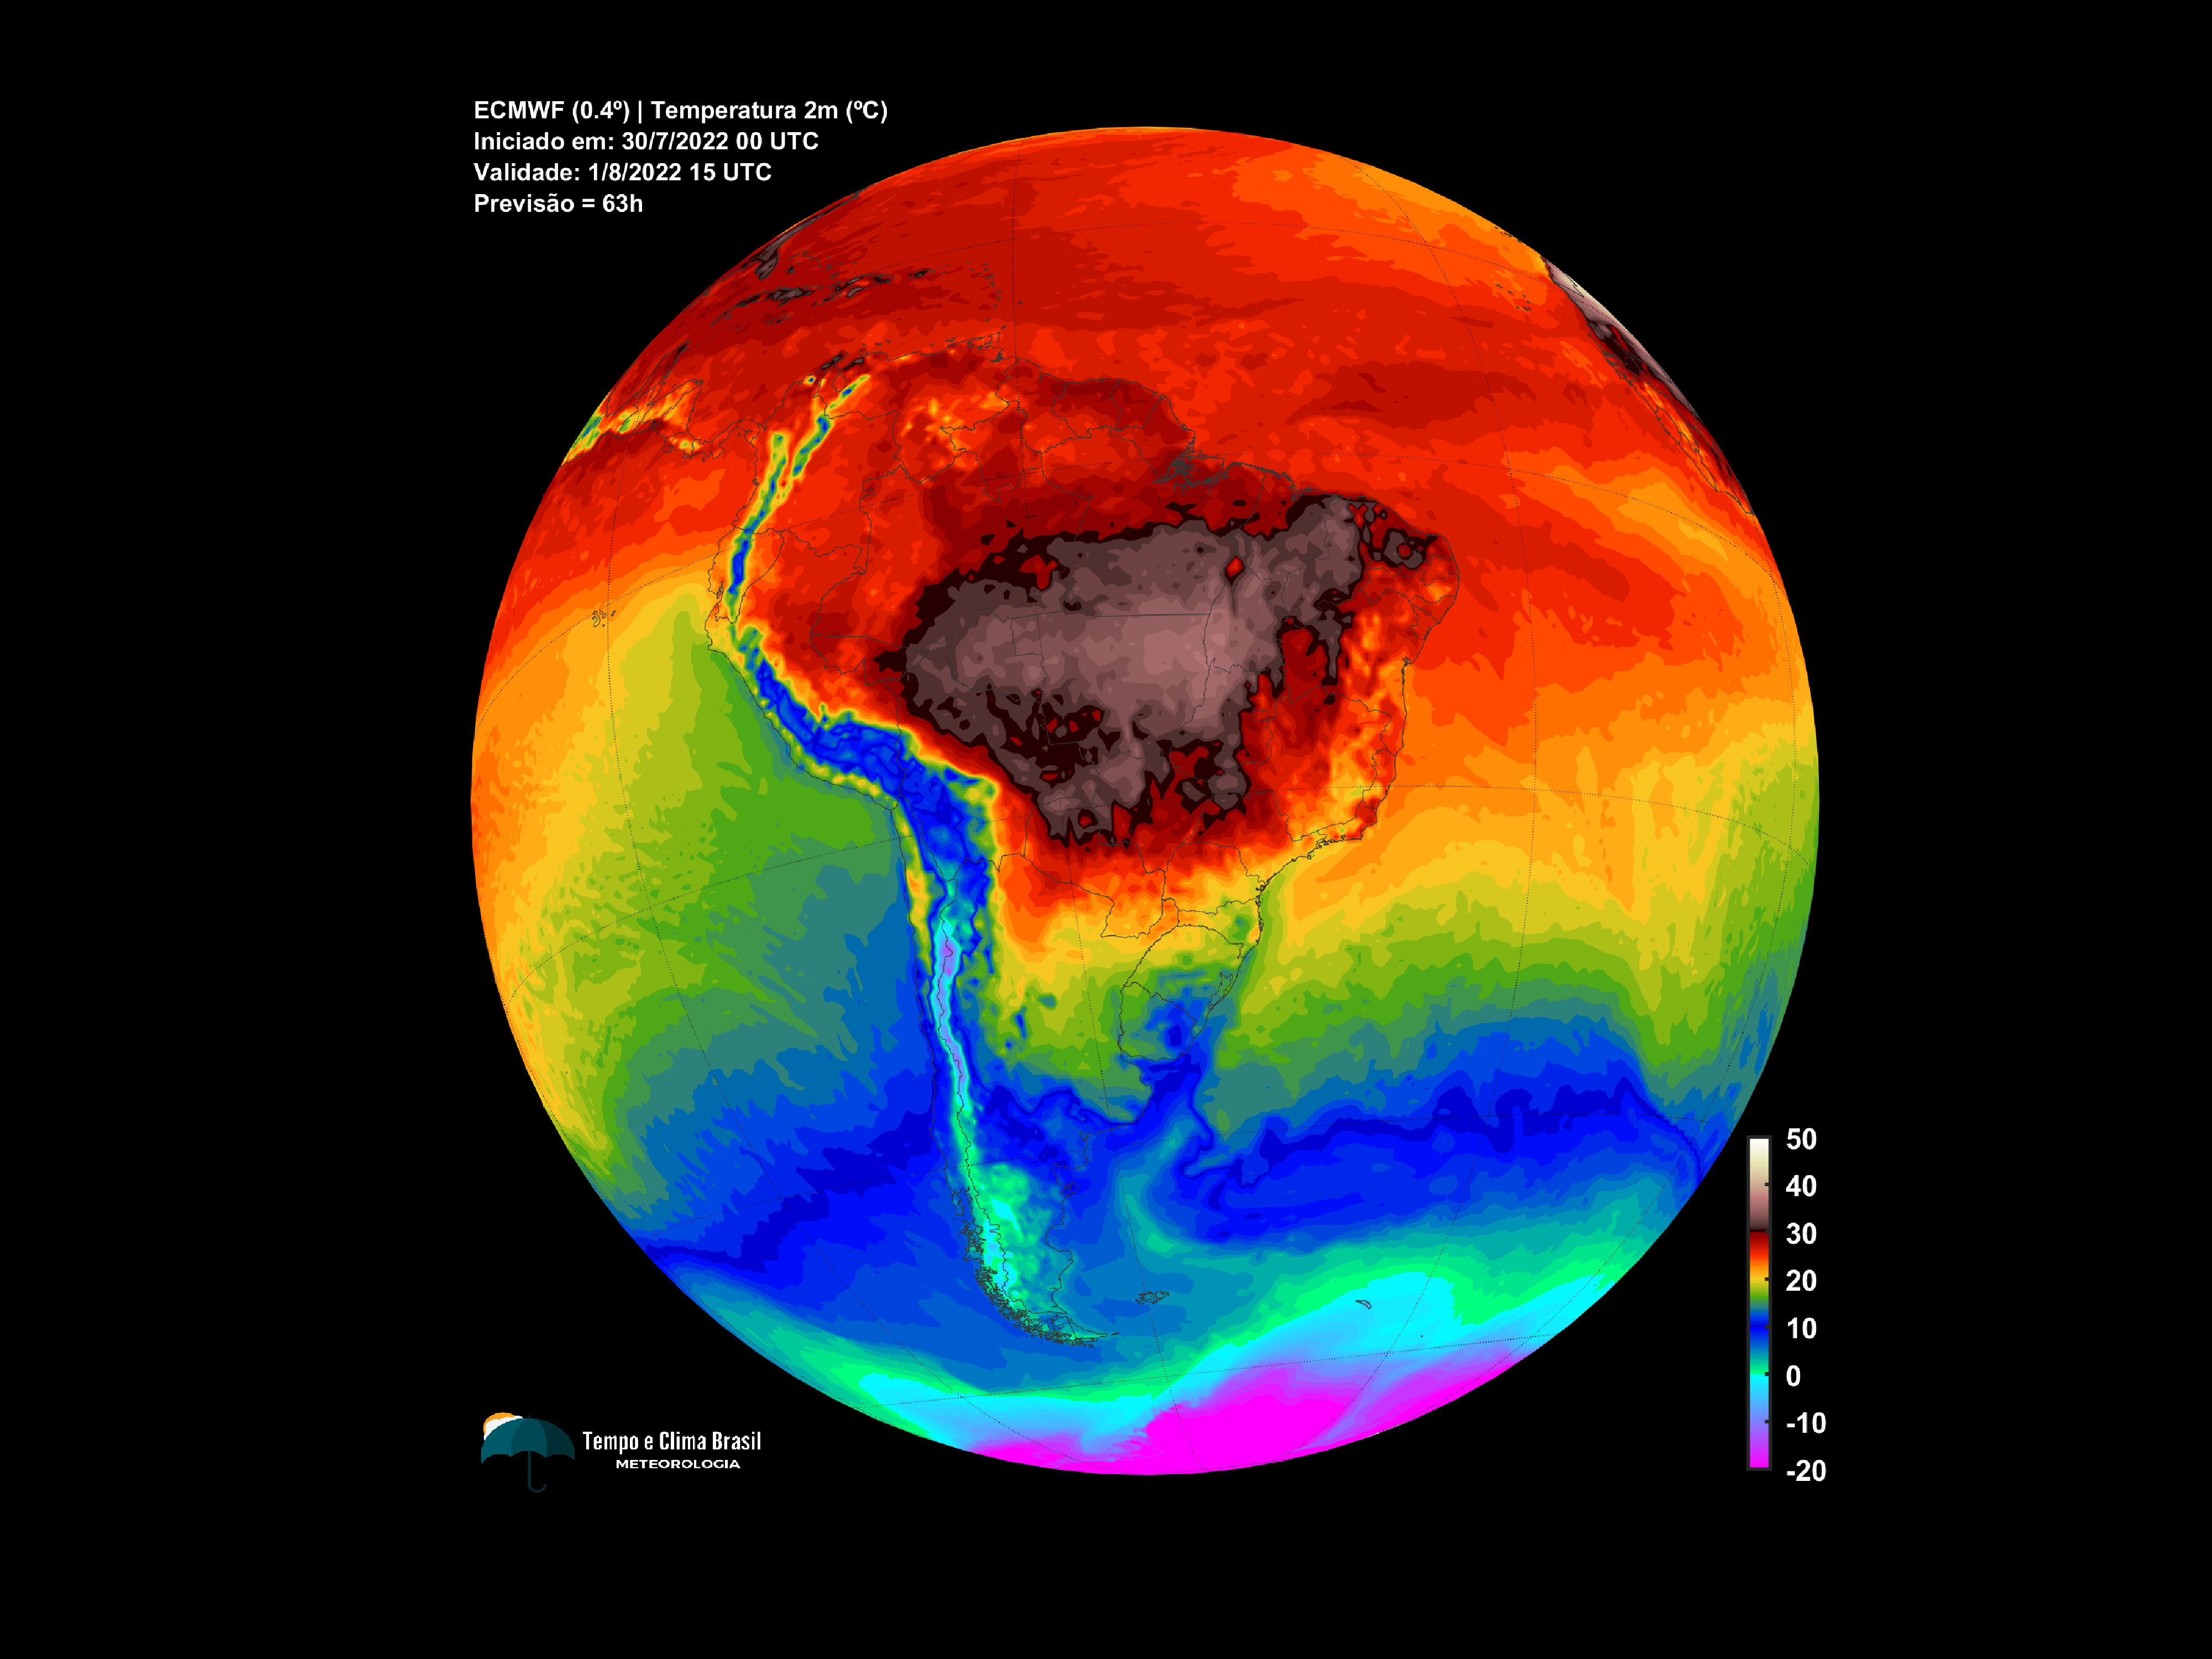 ECMWF (0.4º) | Temperatura 2m (ºC)
Iniciado em: 30/7/2022 00 UTC
Validade: 1/8/2022 15 UTC
Previsão = 63h
50
40
30
20
10
0
-10
-20
Tempo e Clima Brasil
METEOROLOGIA